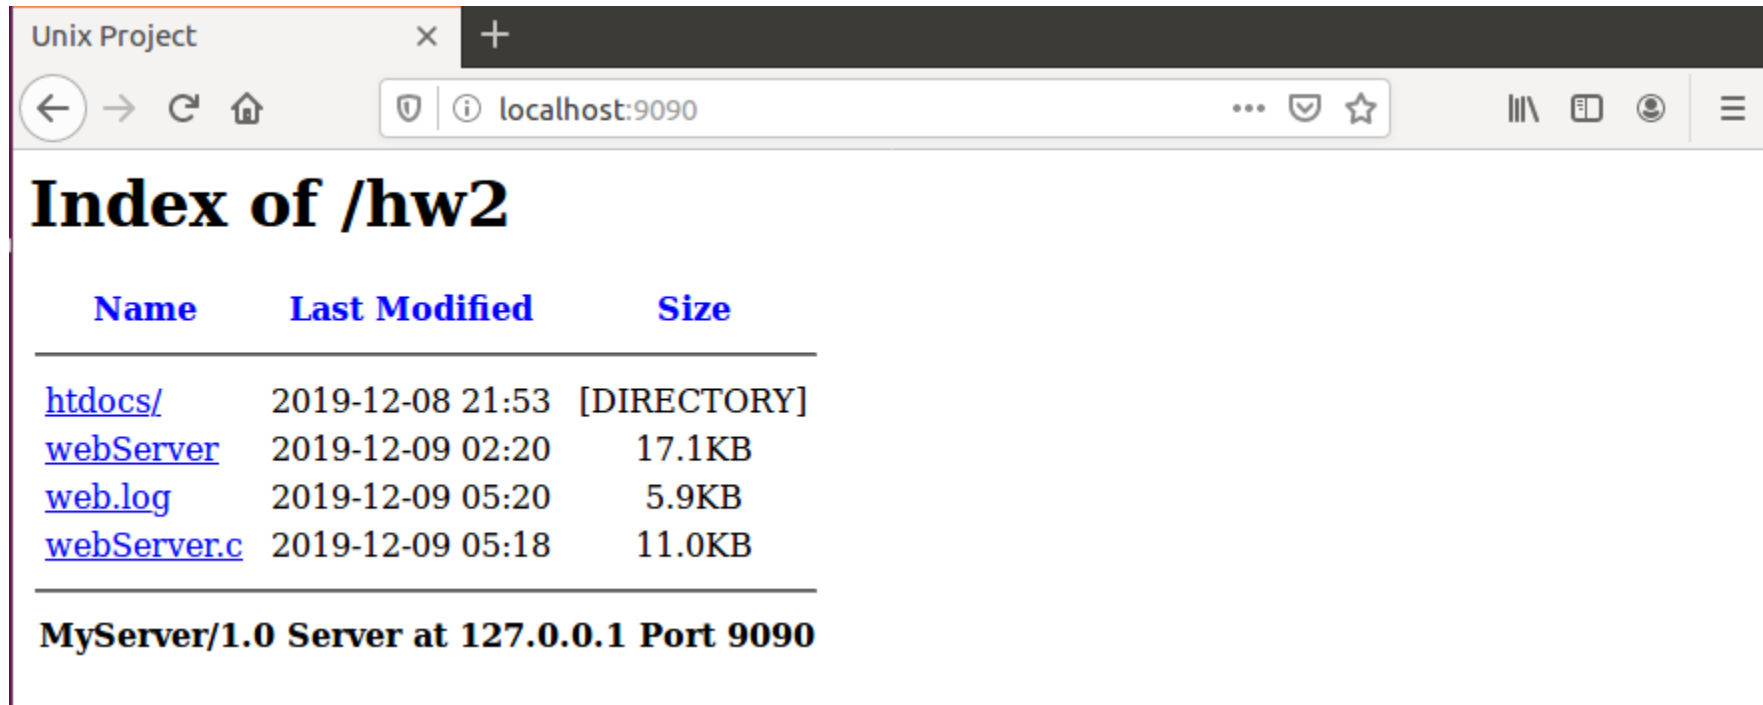 Unix Project
localhost:9090
Index of /hw2
Name Last Modified Size
htdocs/ 2019-12-08 21:53 [DIRECTORY]
webServer 2019-12-09 02:20 17.1KB
web.log 2019-12-09 05:20 5.9KB
webServer.c 2019-12-09 05:18 11.0KB
MyServer/1.0 Server at 127.0.0.1 Port 9090